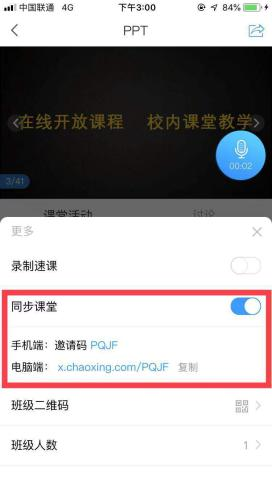 中国联通 4G 下午3:00 84%
PPT
在线开放课程 校内课堂教学
00:02
3/41
课堂活动 讨论
更多
录制速课
同步课堂
手机端：邀请码 PQJF
电脑端：x.chaoxing.com/PQJF 复制
班级二维码
班级人数 1